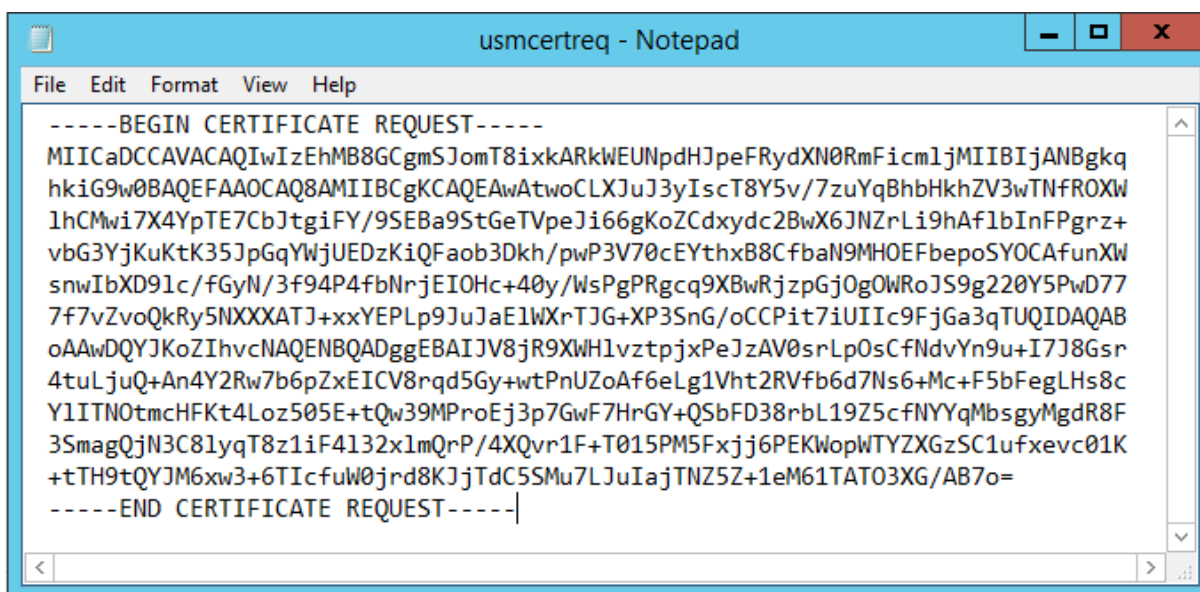 usmcertreq - Notepad
File Edit Format View Help
-----BEGIN CERTIFICATE REQUEST-----
MIICaDCCAVACAQIwIzEhMB8GCgmSJomT8ixkARkWEUNpdHJpeFRydXN0RmFicmljMIIBIjANBgkq
hkiG9w0BAQEFAAOCAQ8AMIIBCgKCAQEAwAtwoCLXJuJ3yIscT8Y5v/7zuYqBhbHkhZV3wTNfROXW
lhCMwi7X4YpTE7CbJtgiFY/9SEBa9StGeTVpeJi66gKoZCdxydc2BwX6JNZrLi9hAflbInFPgrz+
vbG3YjKuKtK35JpGqYWjUEDzKiQFaob3Dkh/pwP3V70cEYthxB8CfbaN9MHOEFbepoSYOCAfunXW
snwIbXD9lc/fGyN/3f94P4fbNrjEIOHc+40y/WsPgPRgcq9XBwRjzpGjOgOWRoJS9g220Y5PwD77
7f7vZvoQkRy5NXXXATJ+xxYEPLp9JuJaElWXrTJG+XP3SnG/oCCPit7iUIIc9FjGa3qTUQIDAQAB
oAAwDQYJKoZIhvcNAQENBQADggEBAIJV8jR9XWHlvztpjxPeJzAV0srLpOsCfNdvYn9u+I7J8Gsr
4tuLjuQ+An4Y2Rw7b6pZxEICV8rqd5Gy+wtPnUZoAf6eLg1Vht2RVfb6d7Ns6+Mc+F5bFegLHs8c
YlITNOtmcHFKt4Loz505E+tQw39MProEj3p7GwF7HrGY+QSbFD38rbL19Z5cfNYYqMbsgyMgdR8F
3SmagQjN3C8lyqT8z1iF4l32xlmQrP/4XQvr1F+T015PM5Fxjj6PEKWopWTYZXGzSC1ufxevc01K
+tTH9tQYJM6xw3+6TIcfuW0jrd8KJjTdC5SMu7LJuIajTNZ5Z+1eM61TATO3XG/AB7o=
-----END CERTIFICATE REQUEST-----